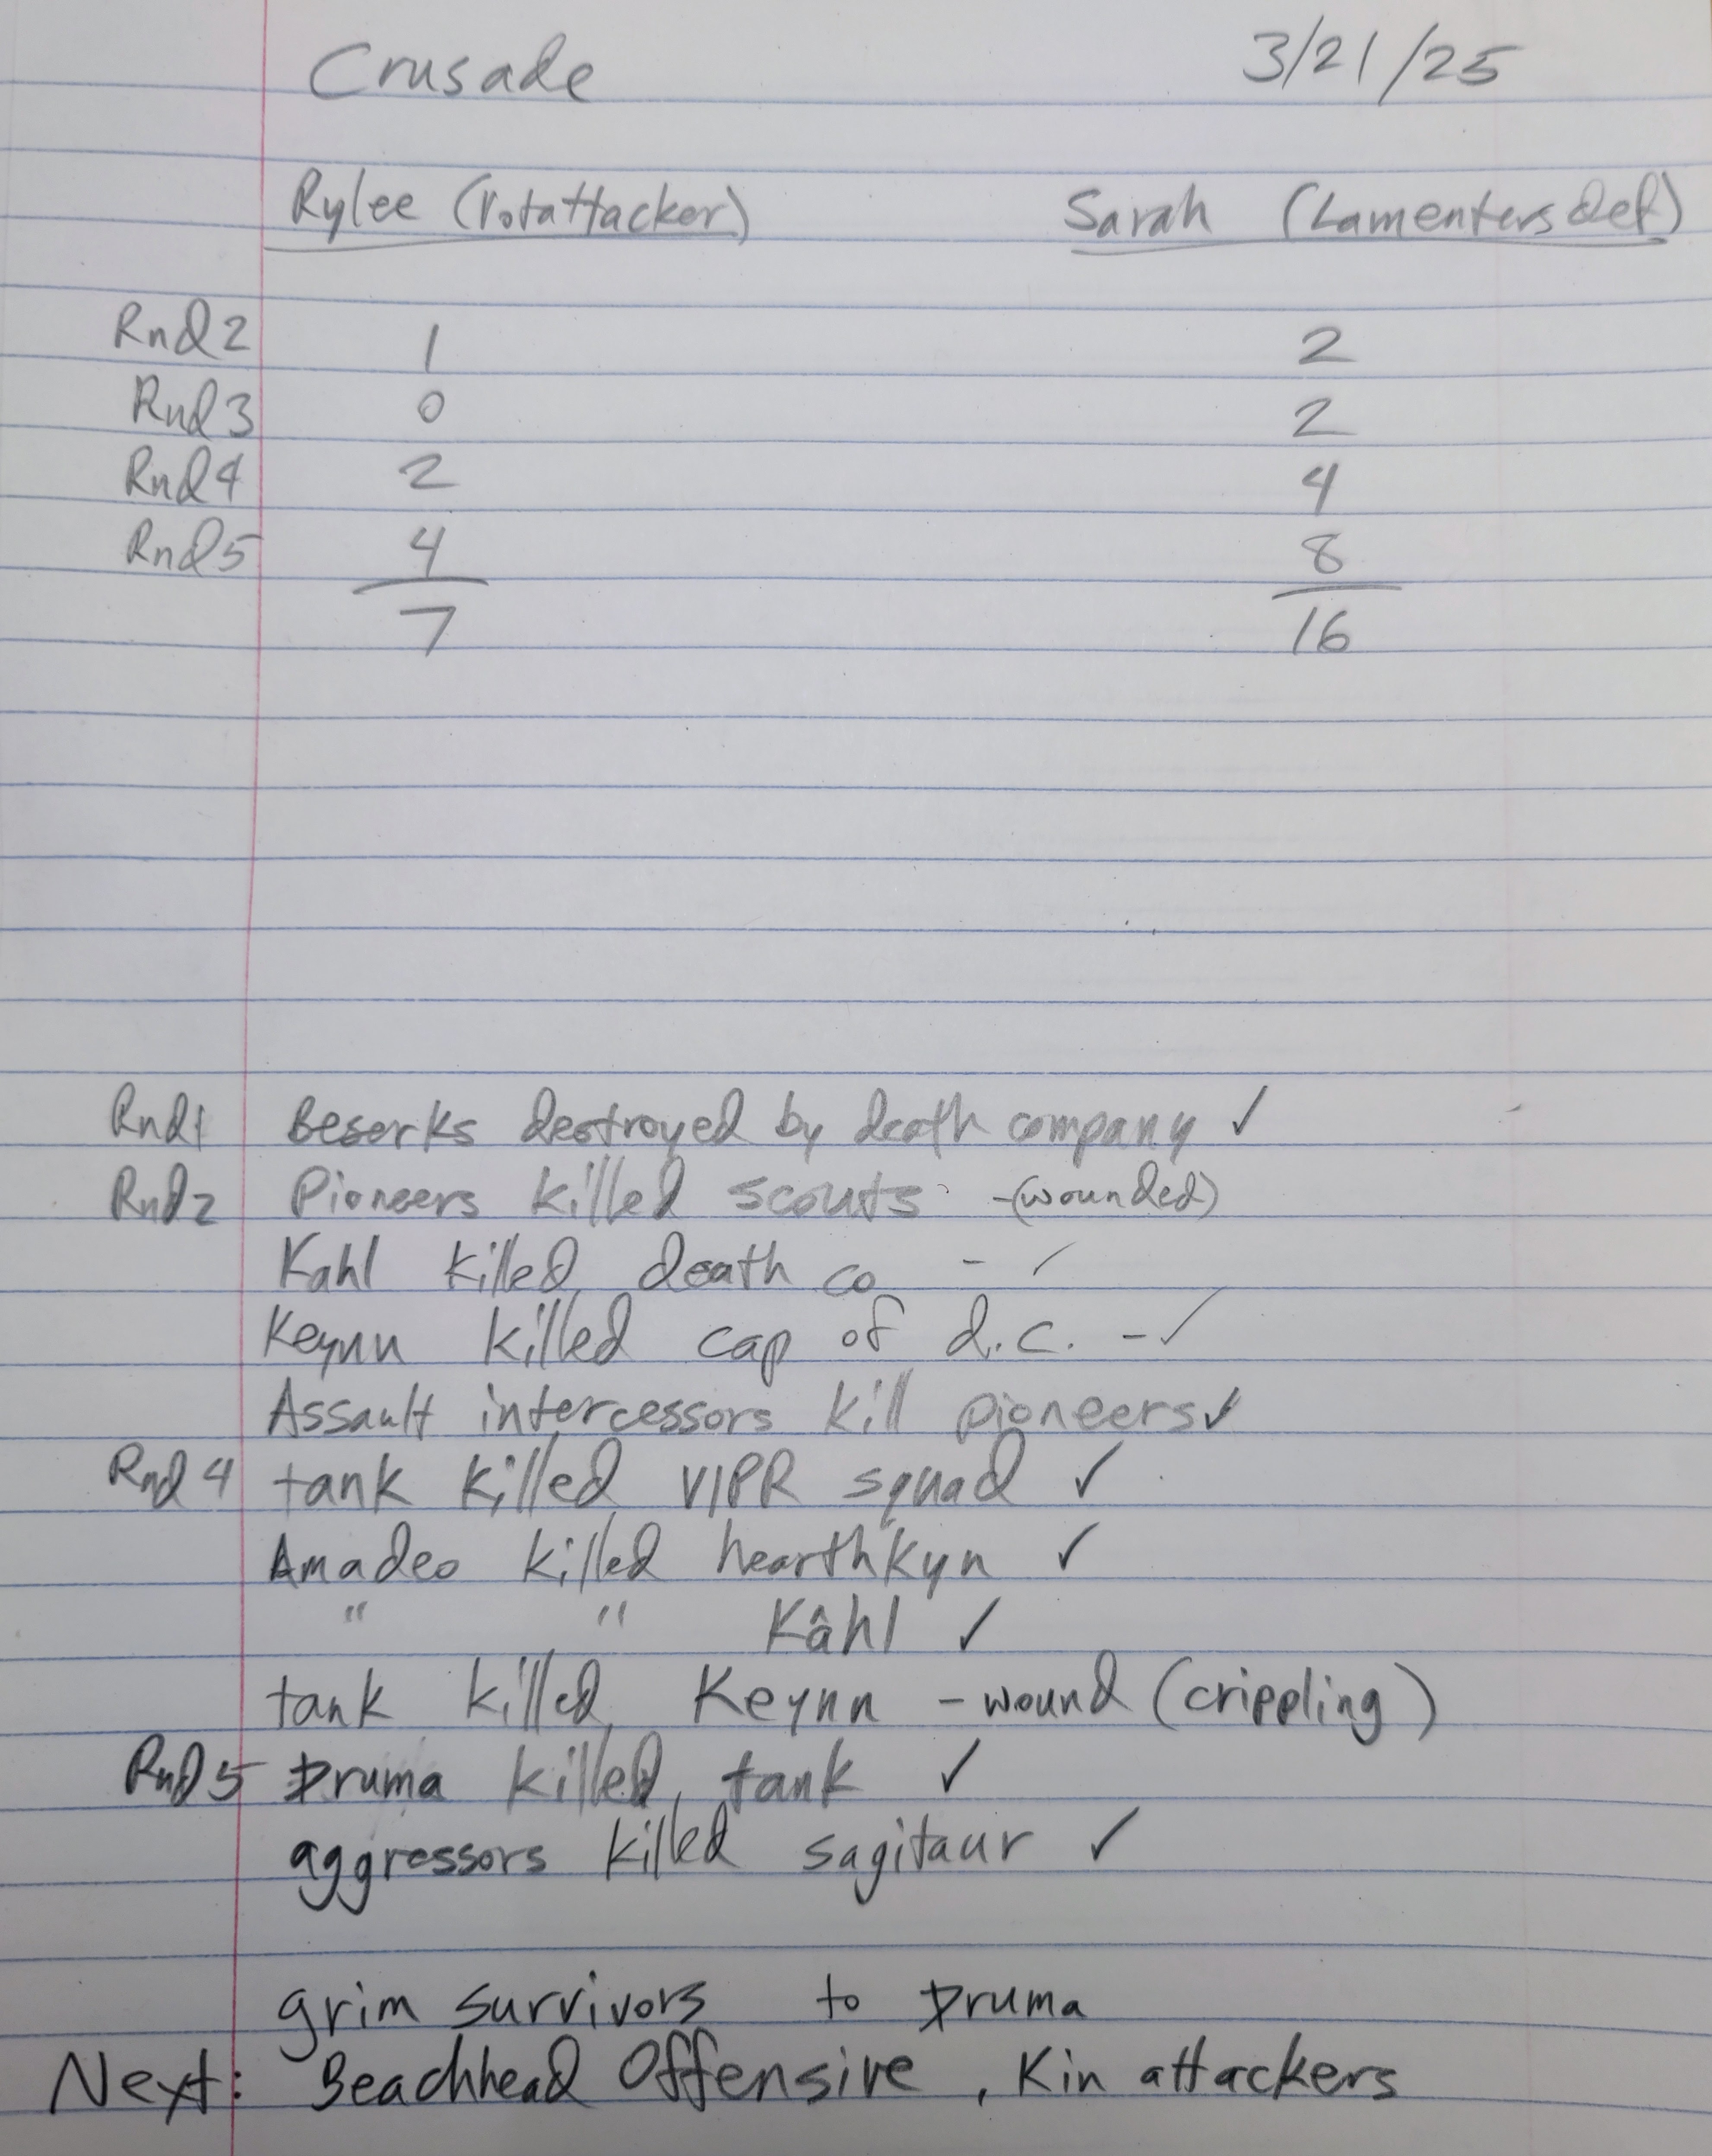 Crusade 3/21/25
Rylee (Votattacker) Sarah (Lamenters def)
Rnd 2 1 2
Rnd 3 0 2
Rnd 4 2 4
Rnd 5 4 8
7 16
Rnd 1 Beserks destroyed by death company ✓
Rnd 2 Pioneers killed scouts -(wounded)
Kahl killed death co - ✓
Keynn killed cap of d.c. - ✓
Assault intercessors kill pioneers ✓
Rnd 4 tank killed VIPR squad ✓
Amadeo killed hearthkyn ✓
" " Kâhl ✓
tank killed Keynn - wound (crippling)
Rnd 5 killed tank ✓
aggressors killed sagitaur ✓
grim survivors to
Next: Beachhead Offensive, Kin attackers